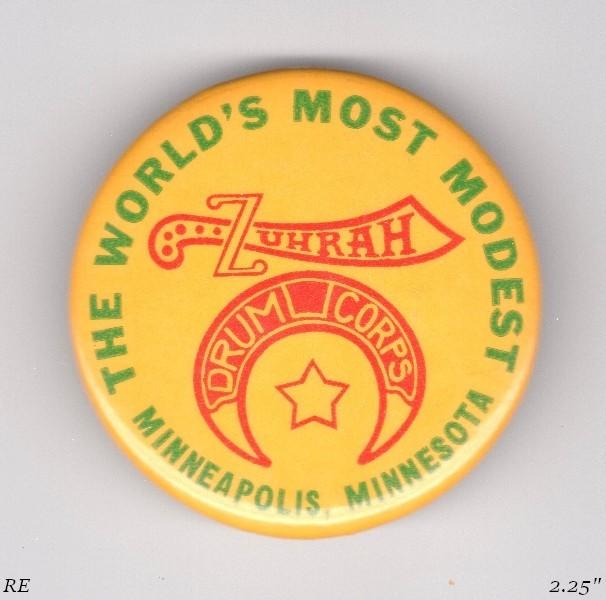 THE WORLD'S MOST MODEST
ZUHRAH
DRUM CORPS
MINNEAPOLIS, MINNESOTA
RE
2.25"